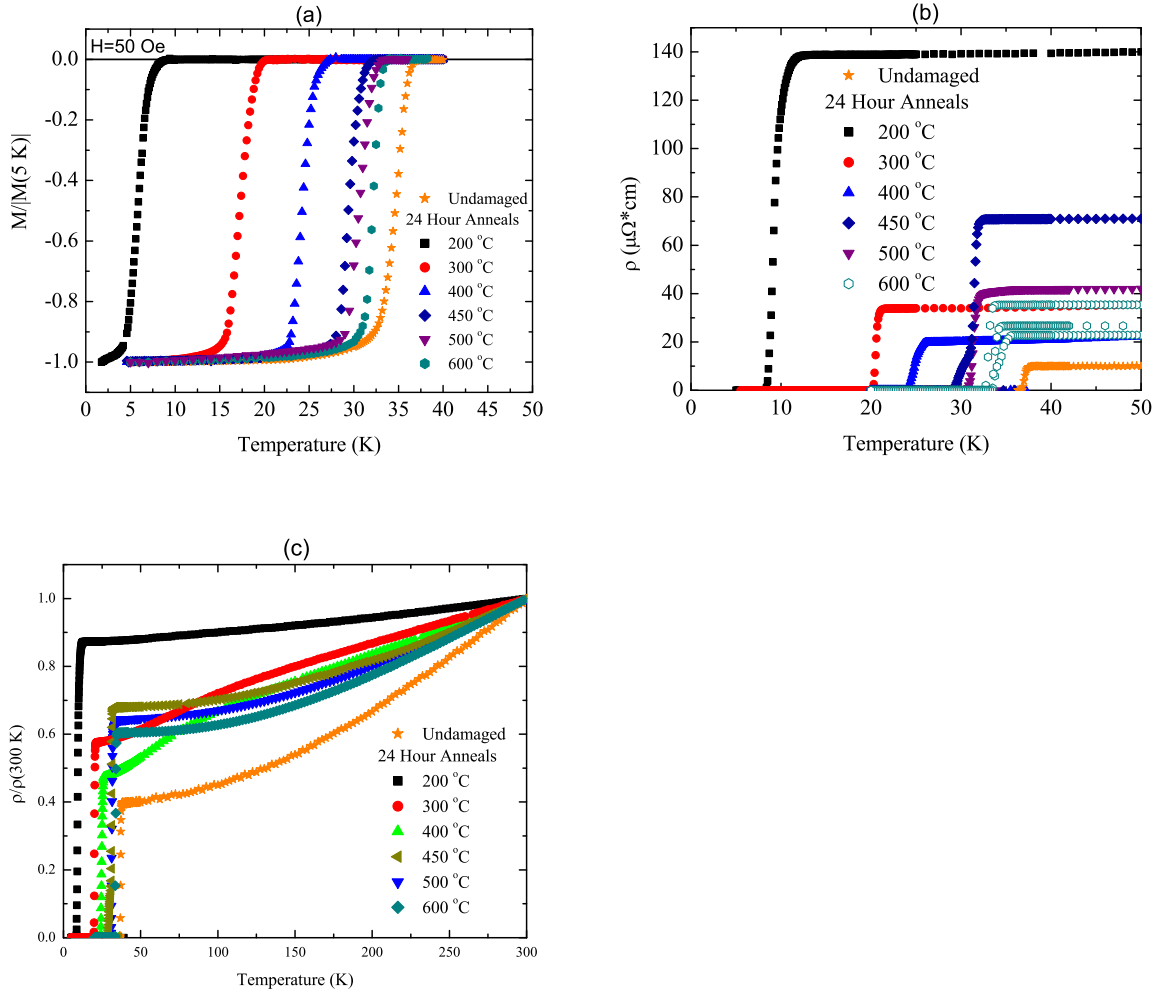 (a)
H=50 Oe
0.0
-0.2
-0.4
-0.6
-0.8
-1.0
M/|M(5 K)|
Undamaged
24 Hour Anneals
200 °C
300 °C
400 °C
450 °C
500 °C
600 °C
0 5 10 15 20 25 30 35 40 45 50
Temperature (K)
(b)
140
120
100
80
60
40
20
0
ρ (μΩ*cm)
Undamaged
24 Hour Anneals
200 °C
300 °C
400 °C
450 °C
500 °C
600 °C
10 20 30 40 50
Temperature (K)
(c)
1.0
0.8
0.6
0.4
0.2
0.0
ρ/ρ(300 K)
Undamaged
24 Hour Anneals
200 °C
300 °C
400 °C
450 °C
500 °C
600 °C
0 50 100 150 200 250 300
Temperature (K)